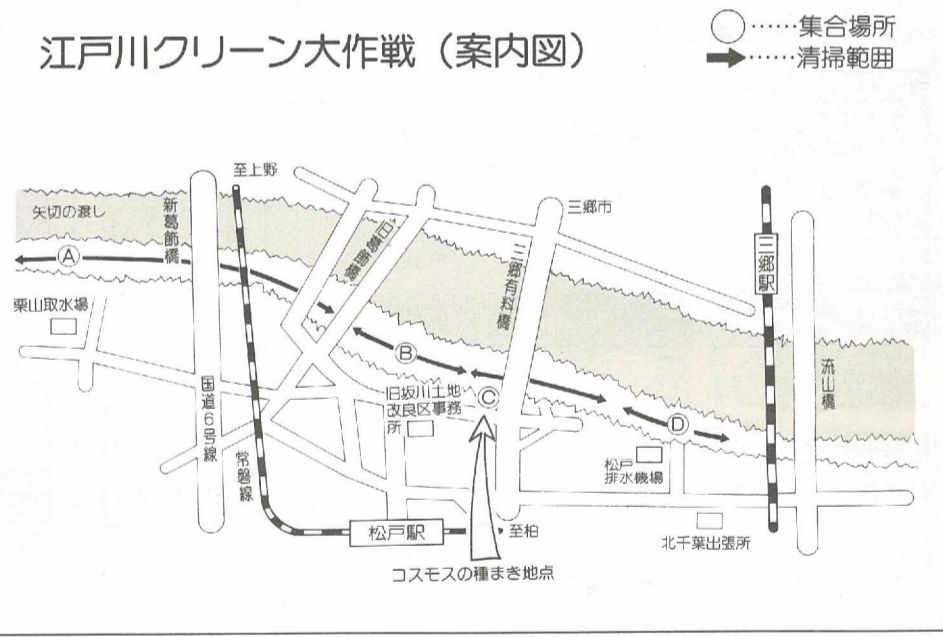 江戸川クリーン大作戦（案内図）
○……集合場所
……清掃範囲
至上野
矢切の渡し
新葛飾橋
旧葛飾橋
三郷市
三郷有料橋
三郷駅
流山橋
A
栗山取水場
国道6号線
常磐線
B
旧坂川土地
改良区事務
所
C
D
松戸
排水機場
松戸駅
至柏
北千葉出張所
コスモスの種まき地点